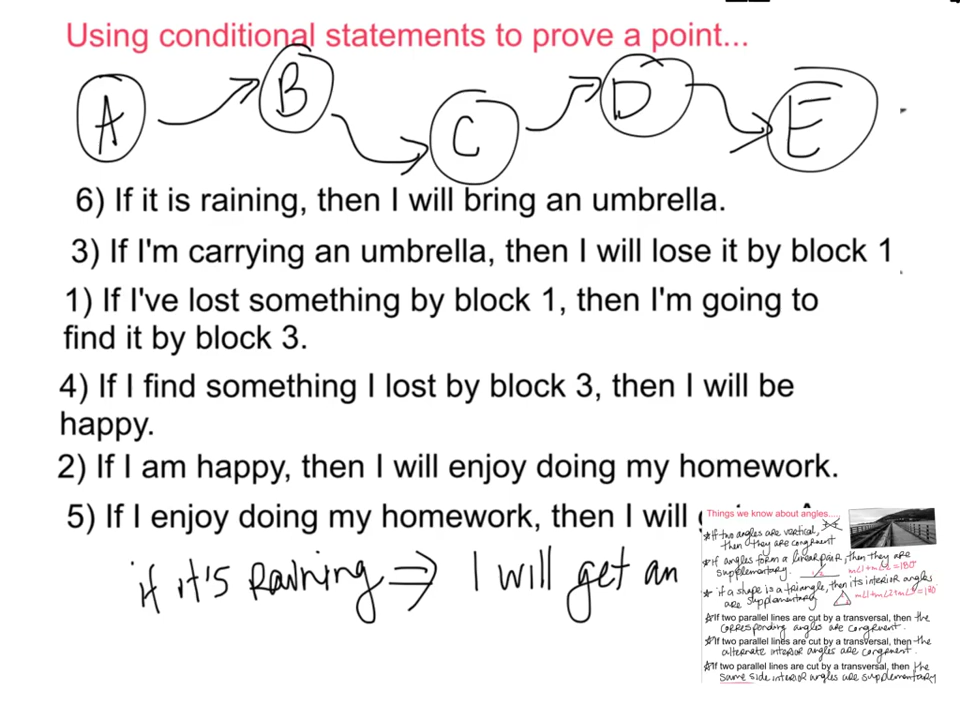 Using conditional statements to prove a point...
A B C D E
6) If it is raining, then I will bring an umbrella.
3) If I'm carrying an umbrella, then I will lose it by block 1
1) If I've lost something by block 1, then I'm going to
find it by block 3.
4) If I find something I lost by block 3, then I will be
happy.
2) If I am happy, then I will enjoy doing my homework.
5) If I enjoy doing my homework, then I will
if it's Raining ⇒ I will get an
Things we know about angles....
*If two angles are vertical,
then they are congruent
*If angles form a linear pair, then they are
supplementary.
m∠1+m∠2=180°
* if a shape is a triangle, then its interior angles
are supplementary
m∠1+m∠2+m∠3=180°
*If two parallel lines are cut by a transversal, then the
corresponding angles are congruent.
*If two parallel lines are cut by a transversal, then the
alternate interior angles are congruent.
*If two parallel lines are cut by a transversal, then the
same side interior angles are supplementary